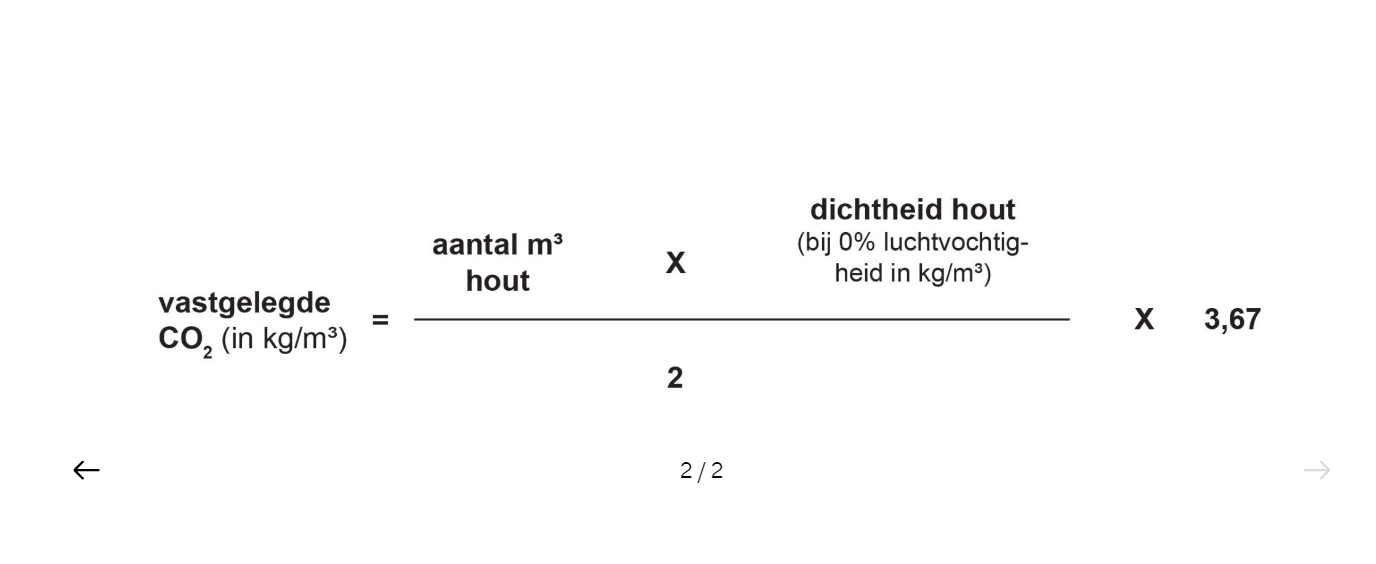 vastgelegde
CO₂ (in kg/m³)
=
aantal m³
hout
X
dichtheid hout
(bij 0% luchtvochtig-
heid in kg/m³)
2
X
3,67
← 2 / 2 →